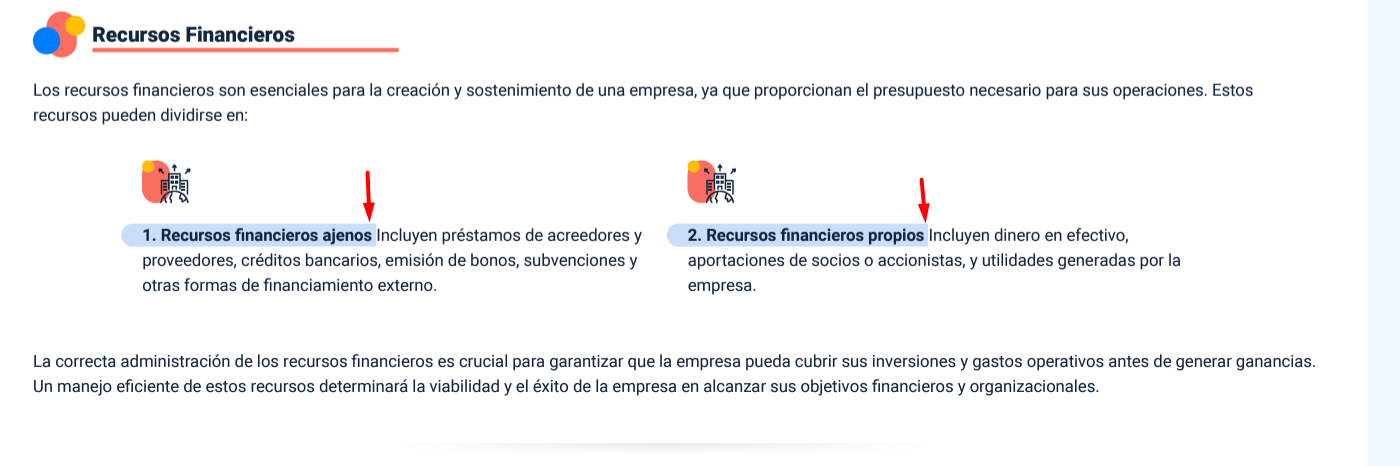 Recursos Financieros
Los recursos financieros son esenciales para la creación y sostenimiento de una empresa, ya que proporcionan el presupuesto necesario para sus operaciones. Estos
recursos pueden dividirse en:
1. Recursos financieros ajenos Incluyen préstamos de acreedores y
proveedores, créditos bancarios, emisión de bonos, subvenciones y
otras formas de financiamiento externo.
2. Recursos financieros propios Incluyen dinero en efectivo,
aportaciones de socios o accionistas, y utilidades generadas por la
empresa.
La correcta administración de los recursos financieros es crucial para garantizar que la empresa pueda cubrir sus inversiones y gastos operativos antes de generar ganancias.
Un manejo eficiente de estos recursos determinará la viabilidad y el éxito de la empresa en alcanzar sus objetivos financieros y organizacionales.